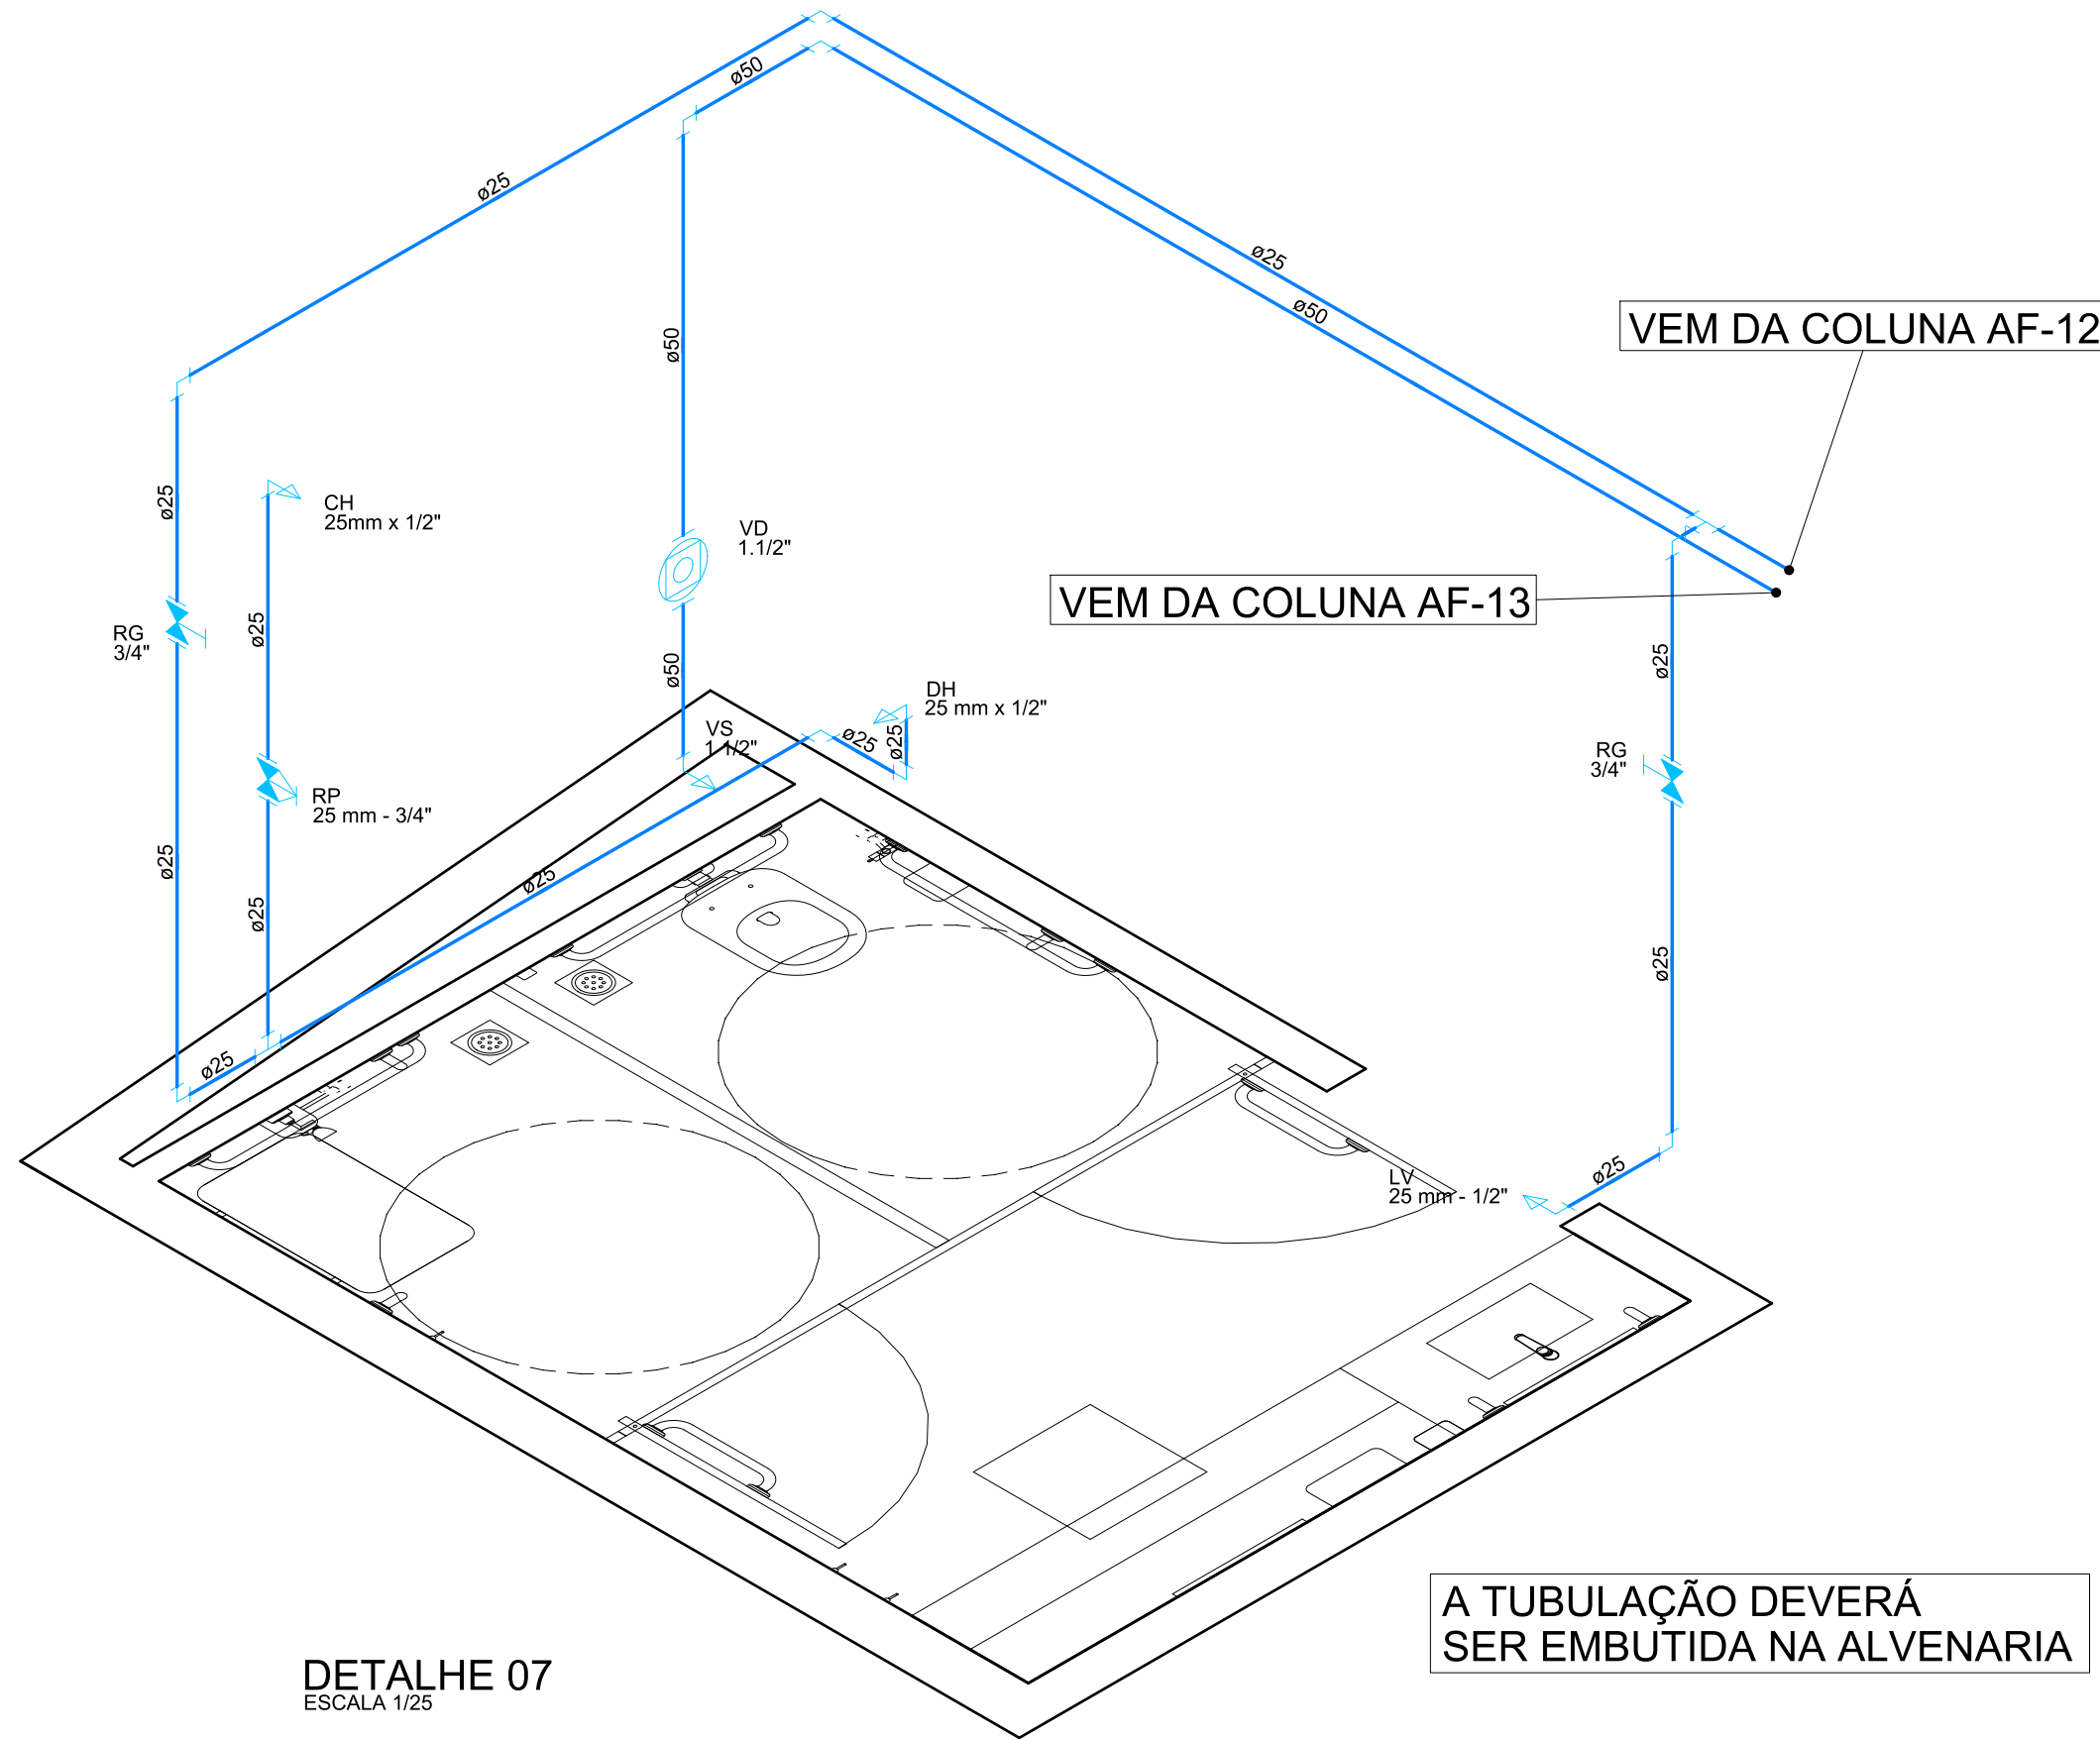 ø50
ø25
ø25
ø50
VEM DA COLUNA AF-12
ø50
ø25
CH
25mm x 1/2"
VD
1.1/2"
VEM DA COLUNA AF-13
RG
3/4"
ø25
ø50
ø25
DH
25 mm x 1/2"
VS
1.1/2"
ø25
ø25
RG
3/4"
RP
25 mm - 3/4"
ø25
ø25
ø25
ø25
ø25
LV
25 mm - 1/2"
ø25
A TUBULAÇÃO DEVERÁ
SER EMBUTIDA NA ALVENARIA
DETALHE 07
ESCALA 1/25